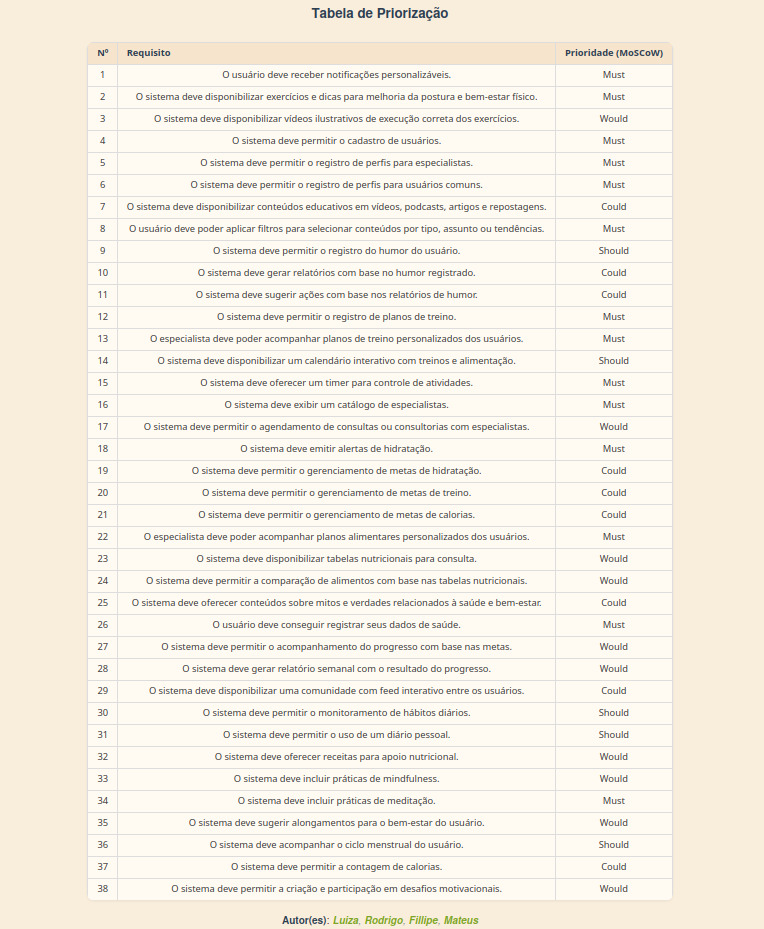 Tabela de Priorização
Nº Requisito Prioridade (MoSCoW)
1 O usuário deve receber notificações personalizáveis. Must
2 O sistema deve disponibilizar exercícios e dicas para melhoria da postura e bem-estar físico. Must
3 O sistema deve disponibilizar vídeos ilustrativos de execução correta dos exercícios. Would
4 O sistema deve permitir o cadastro de usuários. Must
5 O sistema deve permitir o registro de perfis para especialistas. Must
6 O sistema deve permitir o registro de perfis para usuários comuns. Must
7 O sistema deve disponibilizar conteúdos educativos em vídeos, podcasts, artigos e repostagens. Could
8 O usuário deve poder aplicar filtros para selecionar conteúdos por tipo, assunto ou tendências. Must
9 O sistema deve permitir o registro do humor do usuário. Should
10 O sistema deve gerar relatórios com base no humor registrado. Could
11 O sistema deve sugerir ações com base nos relatórios de humor. Could
12 O sistema deve permitir o registro de planos de treino. Must
13 O especialista deve poder acompanhar planos de treino personalizados dos usuários. Must
14 O sistema deve disponibilizar um calendário interativo com treinos e alimentação. Should
15 O sistema deve oferecer um timer para controle de atividades. Must
16 O sistema deve exibir um catálogo de especialistas. Must
17 O sistema deve permitir o agendamento de consultas ou consultorias com especialistas. Would
18 O sistema deve emitir alertas de hidratação. Must
19 O sistema deve permitir o gerenciamento de metas de hidratação. Could
20 O sistema deve permitir o gerenciamento de metas de treino. Could
21 O sistema deve permitir o gerenciamento de metas de calorias. Could
22 O especialista deve poder acompanhar planos alimentares personalizados dos usuários. Must
23 O sistema deve disponibilizar tabelas nutricionais para consulta. Would
24 O sistema deve permitir a comparação de alimentos com base nas tabelas nutricionais. Would
25 O sistema deve oferecer conteúdos sobre mitos e verdades relacionados à saúde e bem-estar. Could
26 O usuário deve conseguir registrar seus dados de saúde. Must
27 O sistema deve permitir o acompanhamento do progresso com base nas metas. Would
28 O sistema deve gerar relatório semanal com o resultado do progresso. Would
29 O sistema deve disponibilizar uma comunidade com feed interativo entre os usuários. Could
30 O sistema deve permitir o monitoramento de hábitos diários. Should
31 O sistema deve permitir o uso de um diário pessoal. Should
32 O sistema deve oferecer receitas para apoio nutricional. Would
33 O sistema deve incluir práticas de mindfulness. Would
34 O sistema deve incluir práticas de meditação. Must
35 O sistema deve sugerir alongamentos para o bem-estar do usuário. Would
36 O sistema deve acompanhar o ciclo menstrual do usuário. Should
37 O sistema deve permitir a contagem de calorias. Could
38 O sistema deve permitir a criação e participação em desafios motivacionais. Would
Autor(es): Luiza, Rodrigo, Fillipe, Mateus